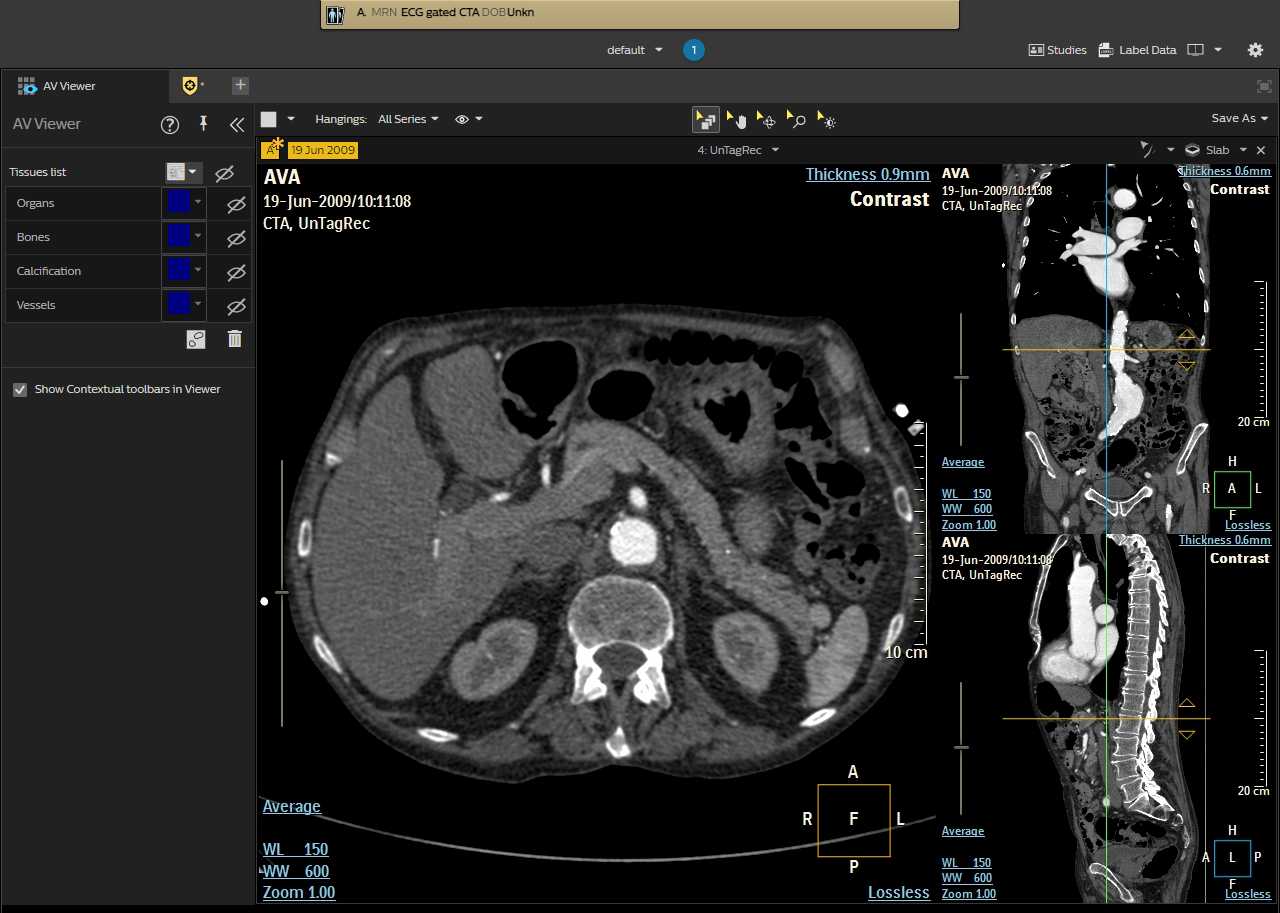 A. MRN ECG gated CTA DOB Unkn
default 1 Studies Label Data
AV Viewer
AV Viewer
Hangings: All Series
Save As
A 19 Jun 2009
4: UnTagRec
Slab
Tissues list
Organs
Bones
Calcification
Vessels
Show Contextual toolbars in Viewer
AVA
19-Jun-2009/10:11:08
CTA, UnTagRec
Thickness 0.9mm
Contrast
10 cm
Average
WL 150
WW 600
Zoom 1.00
A
R F L
P
Lossless
AVA
19-Jun-2009/10:11:08
CTA, UnTagRec
Thickness 0.6mm
Contrast
20 cm
Average
WL 150
WW 600
Zoom 1.00
H
R A L
F
Lossless
AVA
19-Jun-2009/10:11:08
CTA, UnTagRec
Thickness 0.6mm
Contrast
20 cm
Average
WL 150
WW 600
Zoom 1.00
H
A L P
F
Lossless